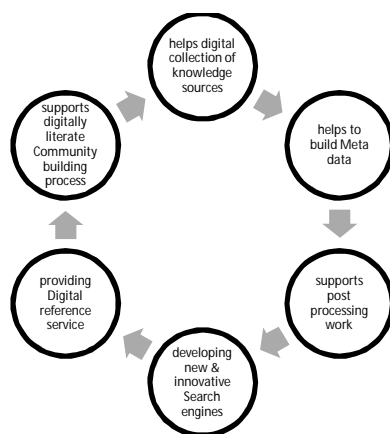 helps digital
collection of
knowledge
sources
helps to
build Meta
data
supports
post
processing
work
developing
new &
innovative
Search
engines
providing
Digital
reference
service
supports
digitally
literate
Community
building
process